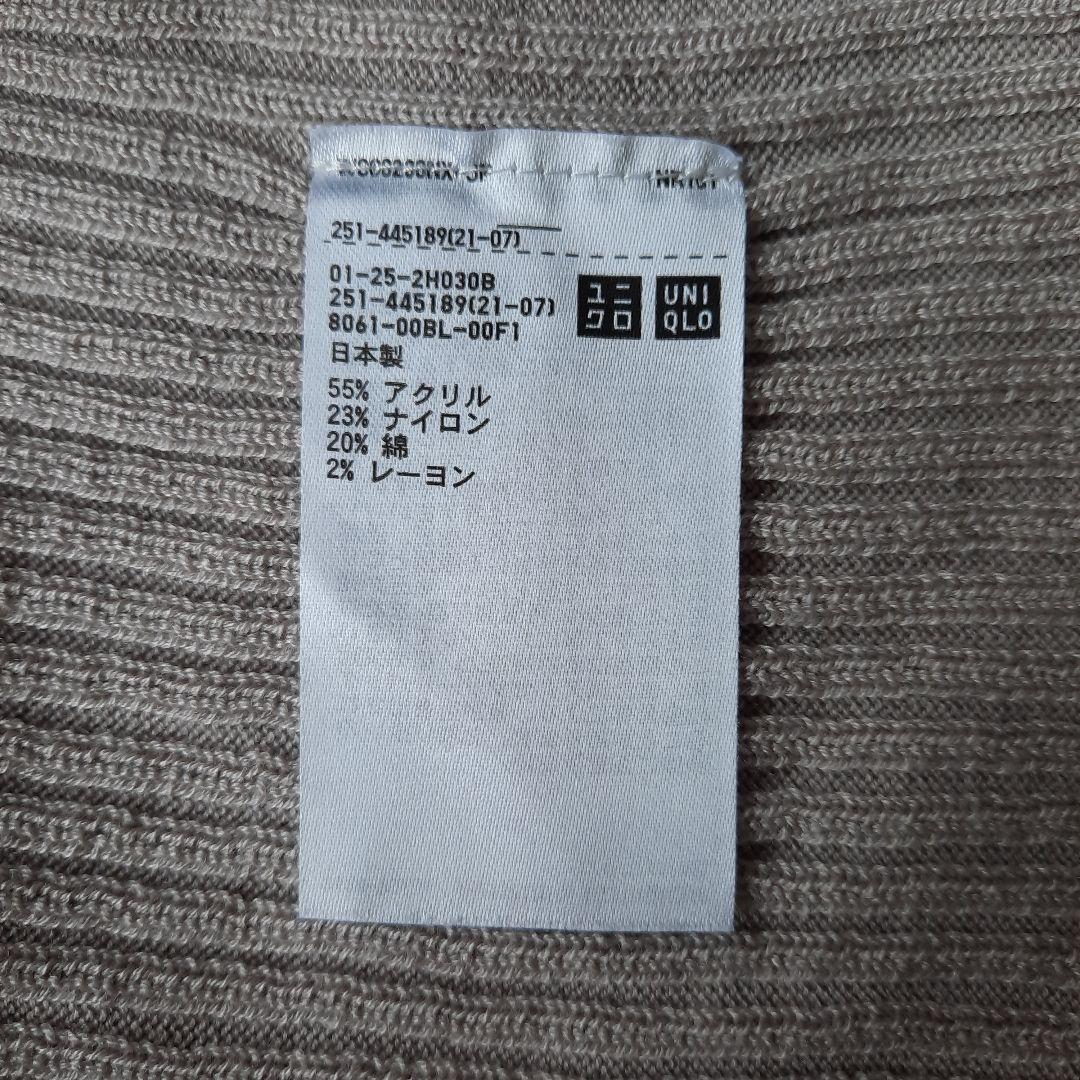 251-445189(21-07)
01-25-2H030B
251-445189(21-07)
8061-00BL-00F1
日本製
55% アクリル
23% ナイロン
20% 綿
2% レーヨン
ユニ
クロ
UNI
QLO